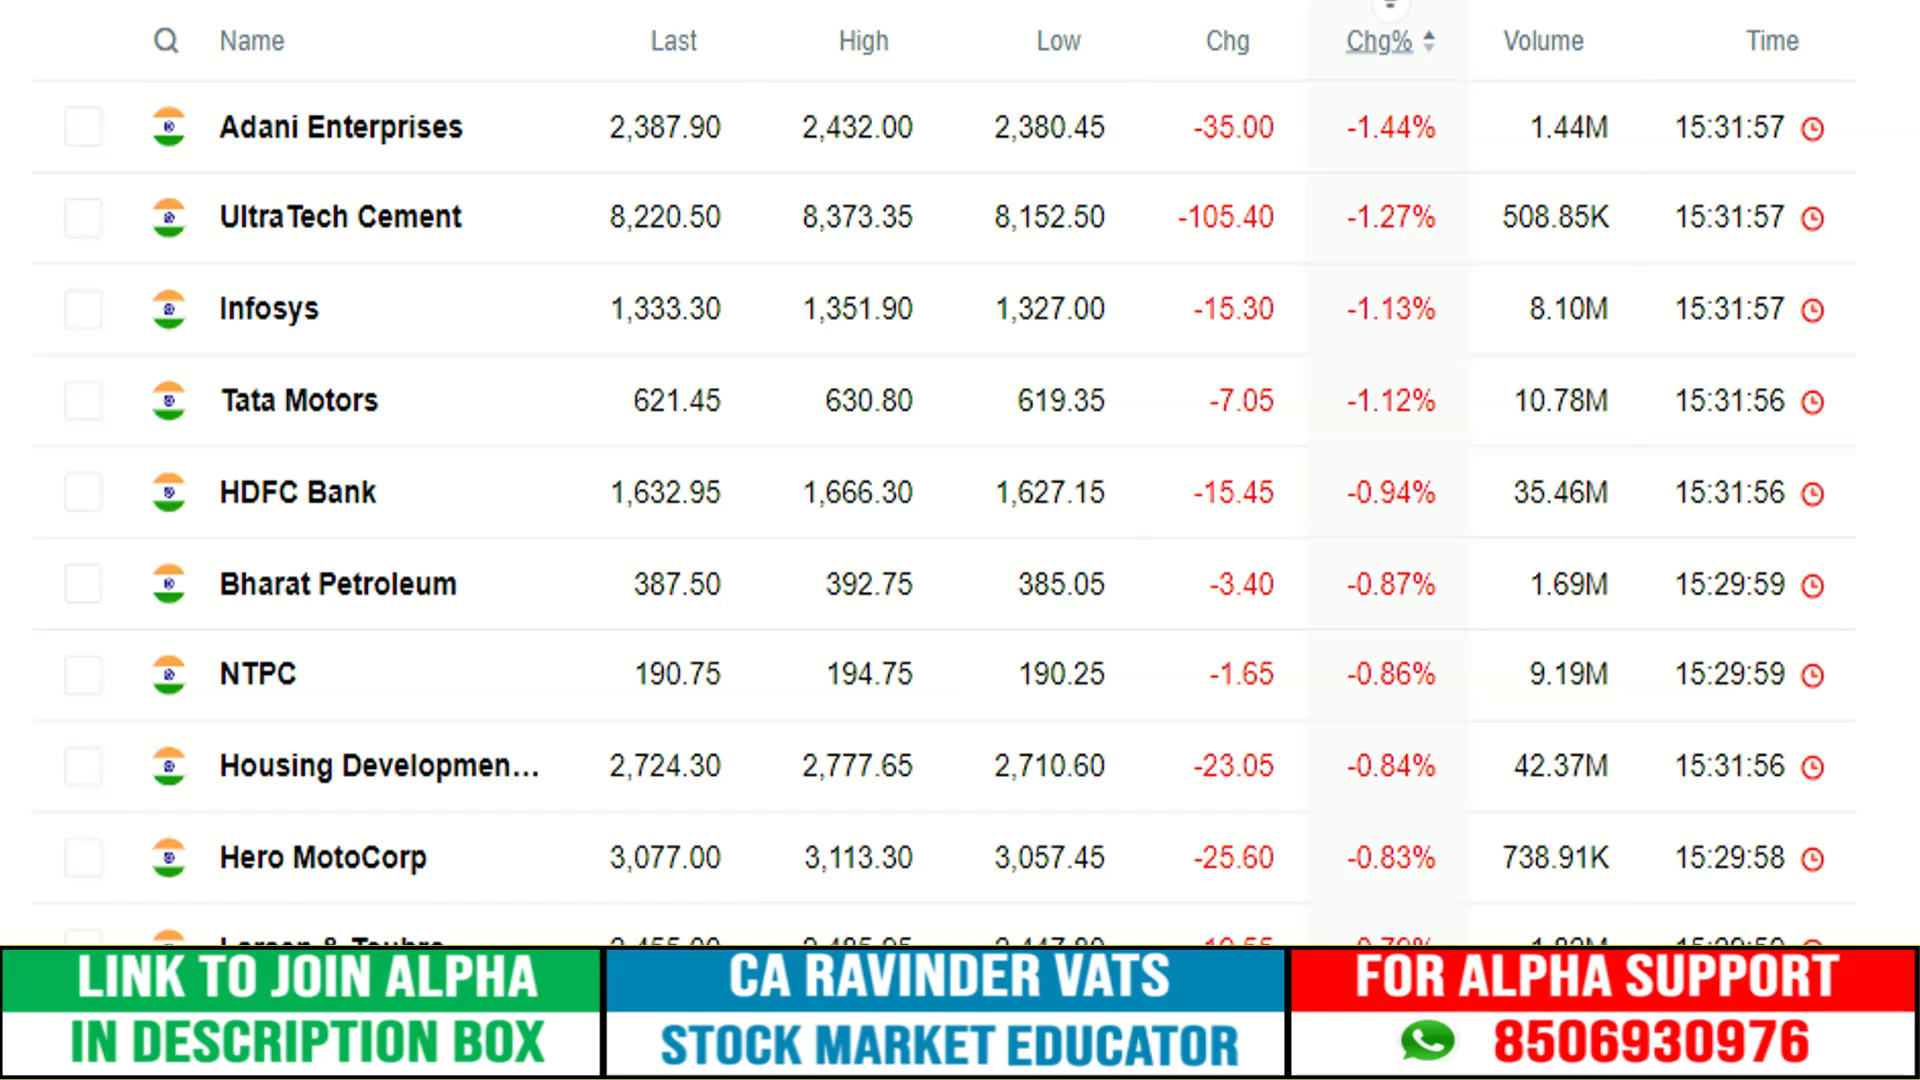 Name Last High Low Chg Chg% Volume Time
Adani Enterprises 2,387.90 2,432.00 2,380.45 -35.00 -1.44% 1.44M 15:31:57
UltraTech Cement 8,220.50 8,373.35 8,152.50 -105.40 -1.27% 508.85K 15:31:57
Infosys 1,333.30 1,351.90 1,327.00 -15.30 -1.13% 8.10M 15:31:57
Tata Motors 621.45 630.80 619.35 -7.05 -1.12% 10.78M 15:31:56
HDFC Bank 1,632.95 1,666.30 1,627.15 -15.45 -0.94% 35.46M 15:31:56
Bharat Petroleum 387.50 392.75 385.05 -3.40 -0.87% 1.69M 15:29:59
NTPC 190.75 194.75 190.25 -1.65 -0.86% 9.19M 15:29:59
Housing Developmen... 2,724.30 2,777.65 2,710.60 -23.05 -0.84% 42.37M 15:31:56
Hero MotoCorp 3,077.00 3,113.30 3,057.45 -25.60 -0.83% 738.91K 15:29:58
LINK TO JOIN ALPHA
IN DESCRIPTION BOX
CA RAVINDER VATS
STOCK MARKET EDUCATOR
FOR ALPHA SUPPORT
8506930976